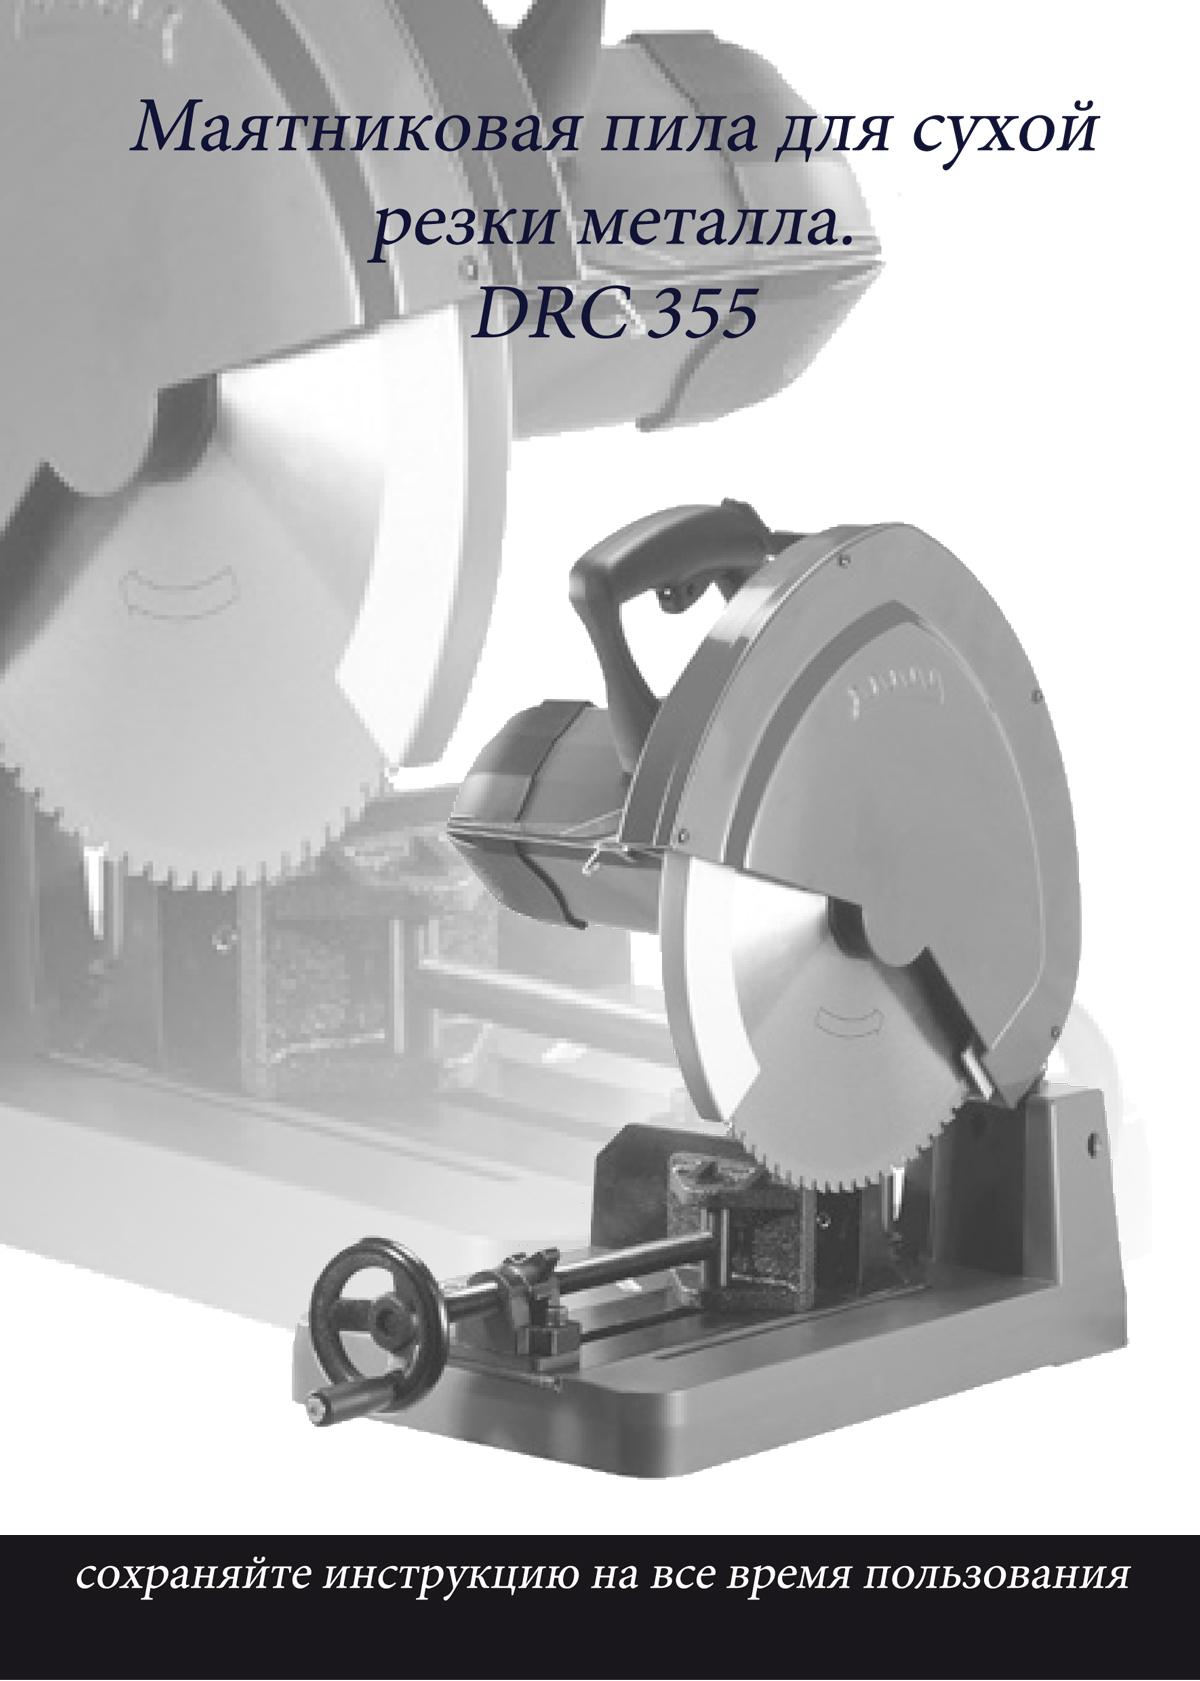 Маятниковая пила для сухой
резки металла.
DRC 355
сохраняйте инструкцию на все время пользования